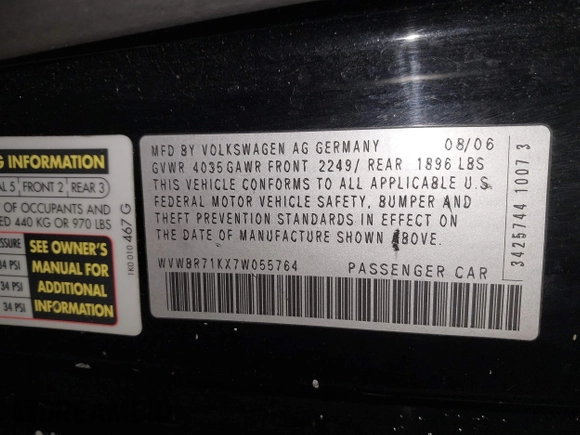 G INFORMATION
AL 5 FRONT 2 REAR 3
OF OCCUPANTS AND
ED 440 KG OR 970 LBS
SSURE
34 PSI
34 PSI
34 PSI
SEE OWNER'S
MANUAL FOR
ADDITIONAL
INFORMATION
1K0 010 467 G
MFD BY VOLKSWAGEN AG GERMANY 08/06
GVWR 4035 GAWR FRONT 2249/ REAR 1896 LBS
THIS VEHICLE CONFORMS TO ALL APPLICABLE U.S
FEDERAL MOTOR VEHICLE SAFETY, BUMPER AND
THEFT PREVENTION STANDARDS IN EFFECT ON
THE DATE OF MANUFACTURE SHOWN ABOVE.
WVWBR71KX7W055764 PASSENGER CAR
3425744 1007 3